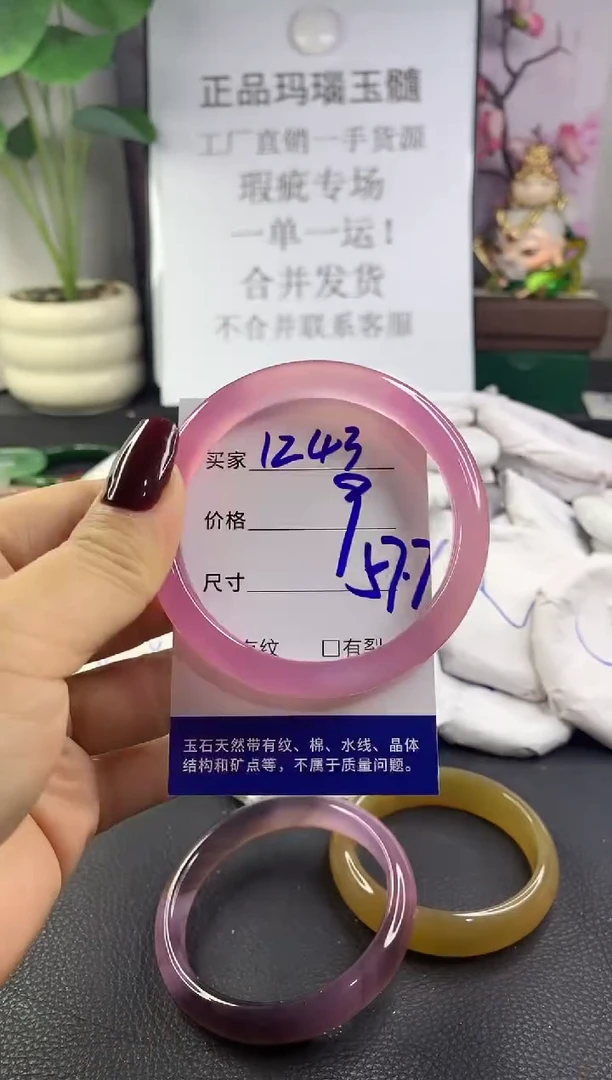 正品玛瑙玉髓
工厂直销一手货源
瑕疵专场
一单一运！
合并发货
不合并联系客服
买家 1243
价格
尺寸 57.7
有纹 □有裂
玉石天然带有纹、棉、水线、晶体
结构和矿点等，不属于质量问题。